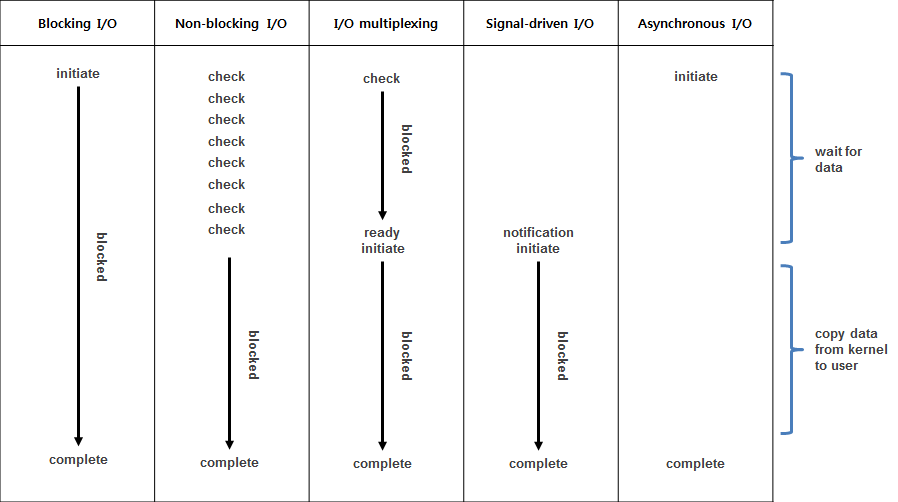 Blocking I/O
Non-blocking I/O
I/O multiplexing
Signal-driven I/O
Asynchronous I/O
initiate
blocked
complete
check
check
check
check
check
check
check
check
blocked
complete
check
blocked
ready
initiate
blocked
complete
notification
initiate
blocked
complete
initiate
complete
wait for
data
copy data
from kernel
to user